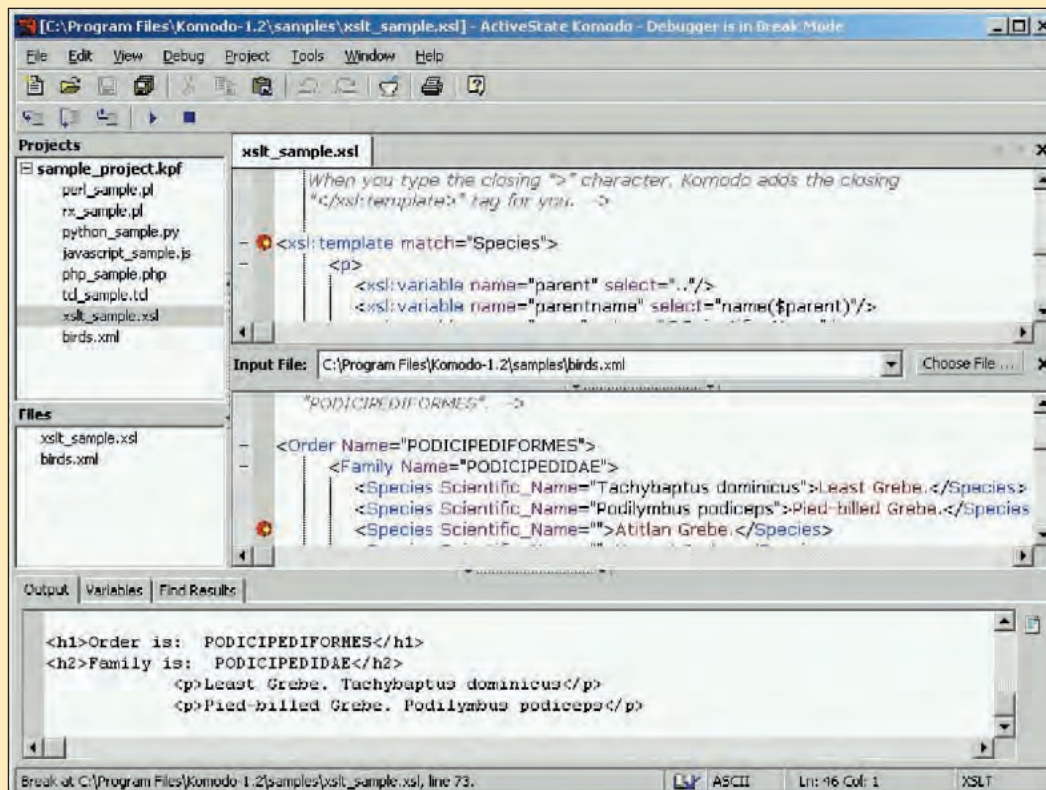 [C:\Program Files\Komodo-1.2\samples\xslt_sample.xsl] - ActiveState Komodo - Debugger is in Break Mode
File Edit View Debug Project Tools Window Help
Projects
sample_project.kpf
perl_sample.pl
rx_sample.pl
python_sample.py
javascript_sample.js
php_sample.php
tcl_sample.tcl
xslt_sample.xsl
birds.xml
Files
xslt_sample.xsl
birds.xml
xslt_sample.xsl
When you type the closing ">" character, Komodo adds the closing
"</xsl:template>" tag for you. ->
<xsl:template match="Species">
<p>
<xsl:variable name="parent" select=".."/>
<xsl:variable name="parentname" select="name($parent)"/>
Input File: C:\Program Files\Komodo-1.2\samples\birds.xml Choose File ...
"PODICIPEDIFORMES". ->
<Order Name="PODICIPEDIFORMES">
<Family Name="PODICIPEDIDAE">
<Species Scientific_Name="Tachybaptus dominicus">Least Grebe.</Species>
<Species Scientific_Name="Podilymbus podiceps">Pied-billed Grebe.</Species
<Species Scientific_Name="">Atitlan Grebe.</Species>
Output Variables Find Results
<h1>Order is: PODICIPEDIFORMES</h1>
<h2>Family is: PODICIPEDIDAE</h2>
<p>Least Grebe. Tachybaptus dominicus</p>
<p>Pied-billed Grebe. Podilymbus podiceps</p>
Break at C:\Program Files\Komodo-1.2\samples\xslt_sample.xsl, line 73. ASCII Ln: 46 Col: 1 XSLT